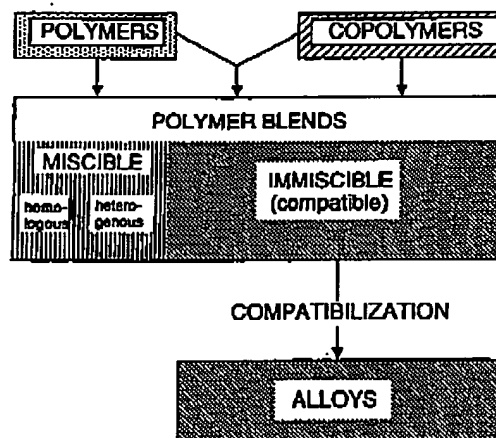 POLYMERS
COPOLYMERS
POLYMER BLENDS
MISCIBLE
homo-
logous
hetero-
genous
IMMISCIBLE
(compatible)
COMPATIBILIZATION
ALLOYS